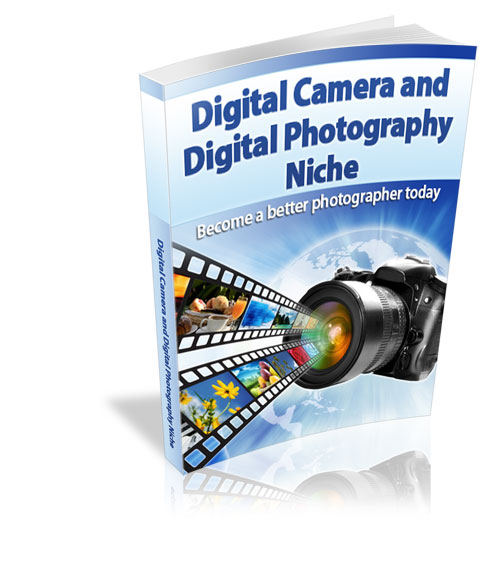 Digital Camera and
Digital Photography
Niche
Become a better photographer today
Digital Camera and Digital Photography Niche